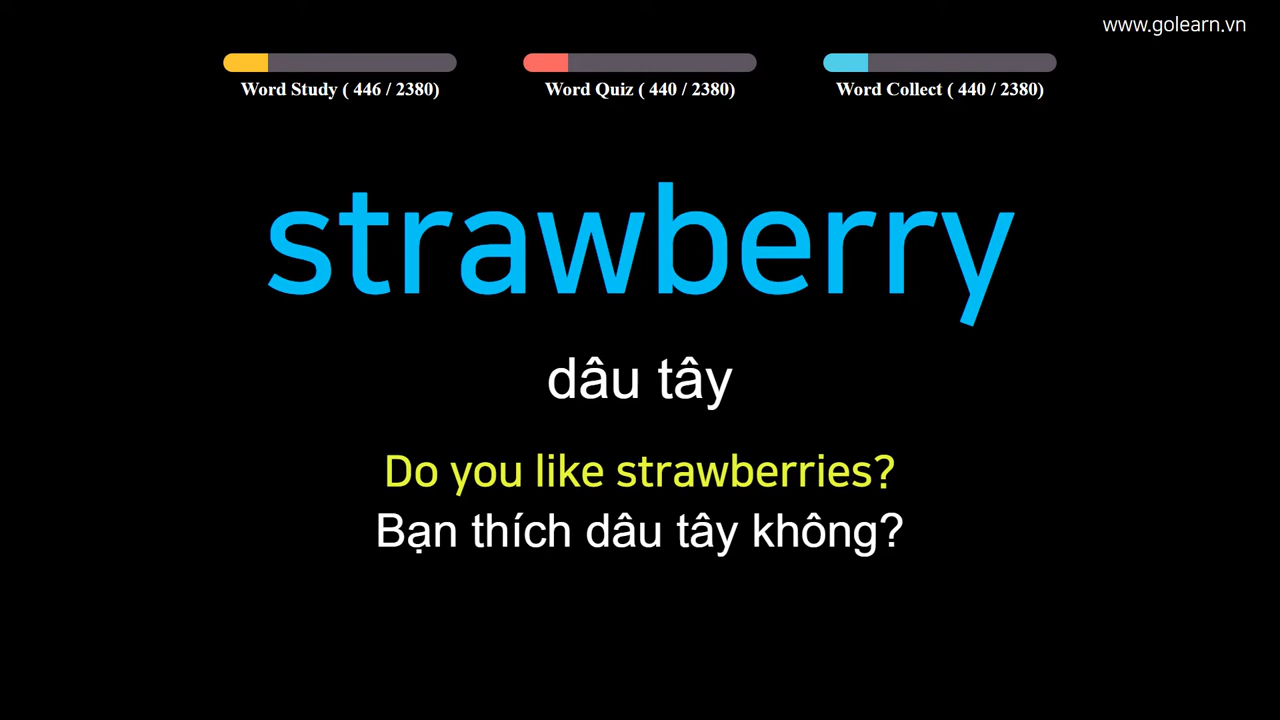 www.golearn.vn
Word Study ( 446 / 2380)
Word Quiz ( 440 / 2380)
Word Collect ( 440 / 2380)
strawberry
dâu tây
Do you like strawberries?
Bạn thích dâu tây không?